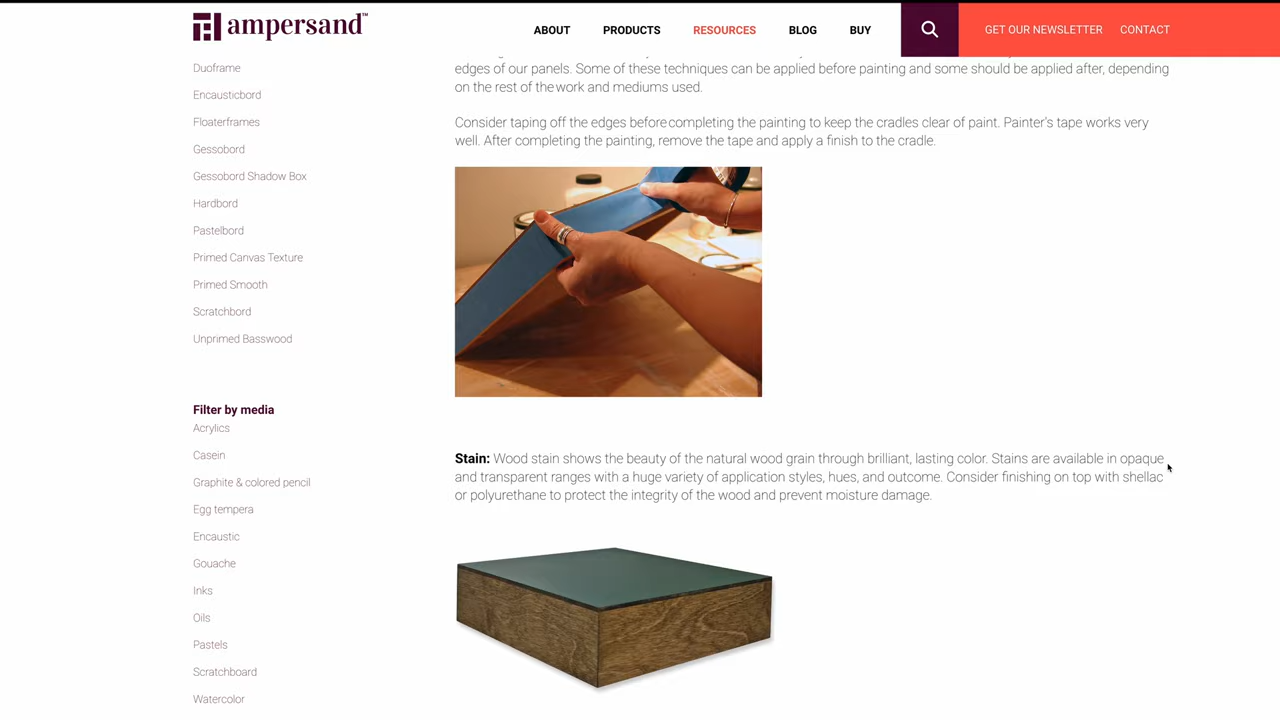 ampersand™
ABOUT PRODUCTS RESOURCES BLOG BUY
GET OUR NEWSLETTER CONTACT
Duoframe
Encausticbord
Floaterframes
Gessobord
Gessobord Shadow Box
Hardbord
Pastelbord
Primed Canvas Texture
Primed Smooth
Scratchbord
Unprimed Basswood
Filter by media
Acrylics
Casein
Graphite & colored pencil
Egg tempera
Encaustic
Gouache
Inks
Oils
Pastels
Scratchboard
Watercolor
edges of our panels. Some of these techniques can be applied before painting and some should be applied after, depending
on the rest of the work and mediums used.
Consider taping off the edges before completing the painting to keep the cradles clear of paint. Painter's tape works very
well. After completing the painting, remove the tape and apply a finish to the cradle.
Stain: Wood stain shows the beauty of the natural wood grain through brilliant, lasting color. Stains are available in opaque
and transparent ranges with a huge variety of application styles, hues, and outcome. Consider finishing on top with shellac
or polyurethane to protect the integrity of the wood and prevent moisture damage.